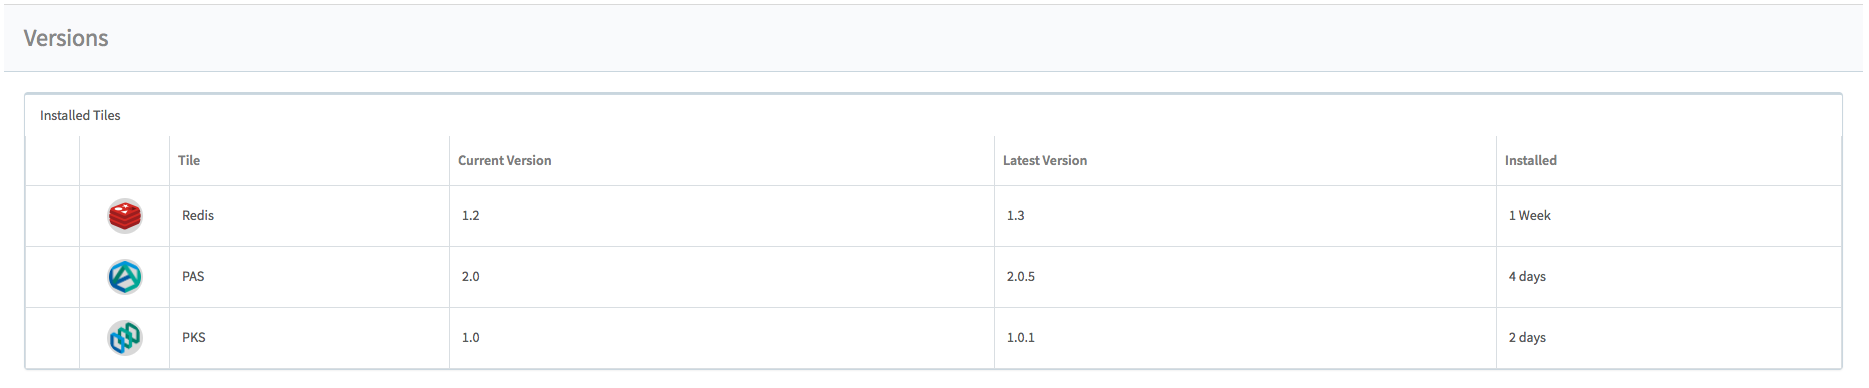 Versions
Installed Tiles
Tile Current Version Latest Version Installed
Redis 1.2 1.3 1 Week
PAS 2.0 2.0.5 4 days
PKS 1.0 1.0.1 2 days